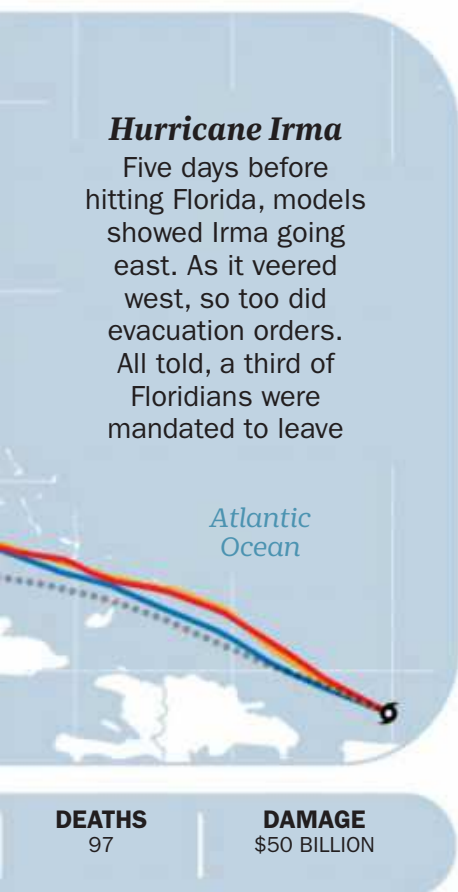 Hurricane Irma
Five days before
hitting Florida, models
showed Irma going
east. As it veered
west, so too did
evacuation orders.
All told, a third of
Floridians were
mandated to leave
Atlantic
Ocean
DEATHS
97
DAMAGE
$50 BILLION